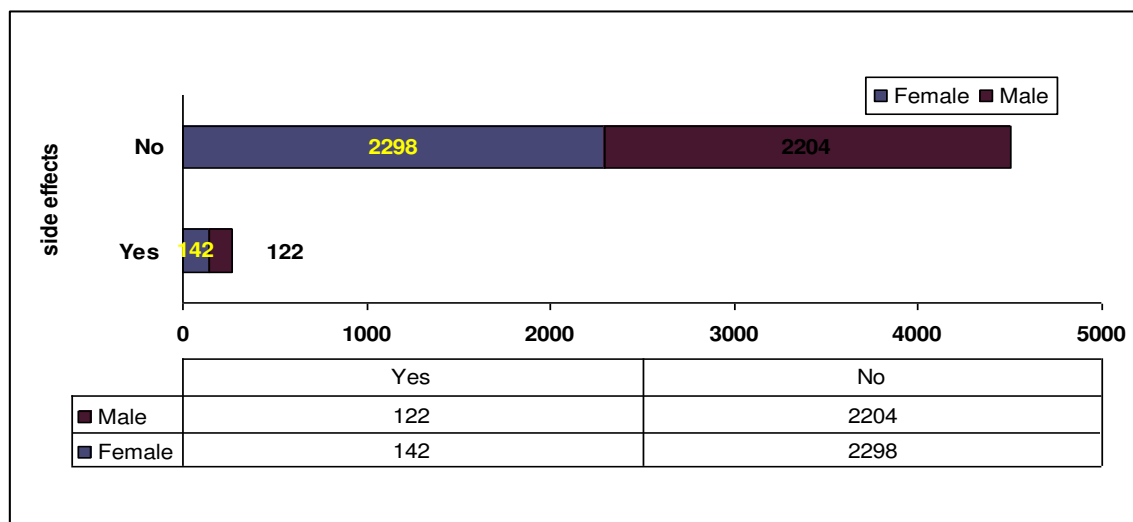 Female Male
side effects
No
2298
2204
Yes
142
122
0 1000 2000 3000 4000 5000
Yes No
Male 122 2204
Female 142 2298